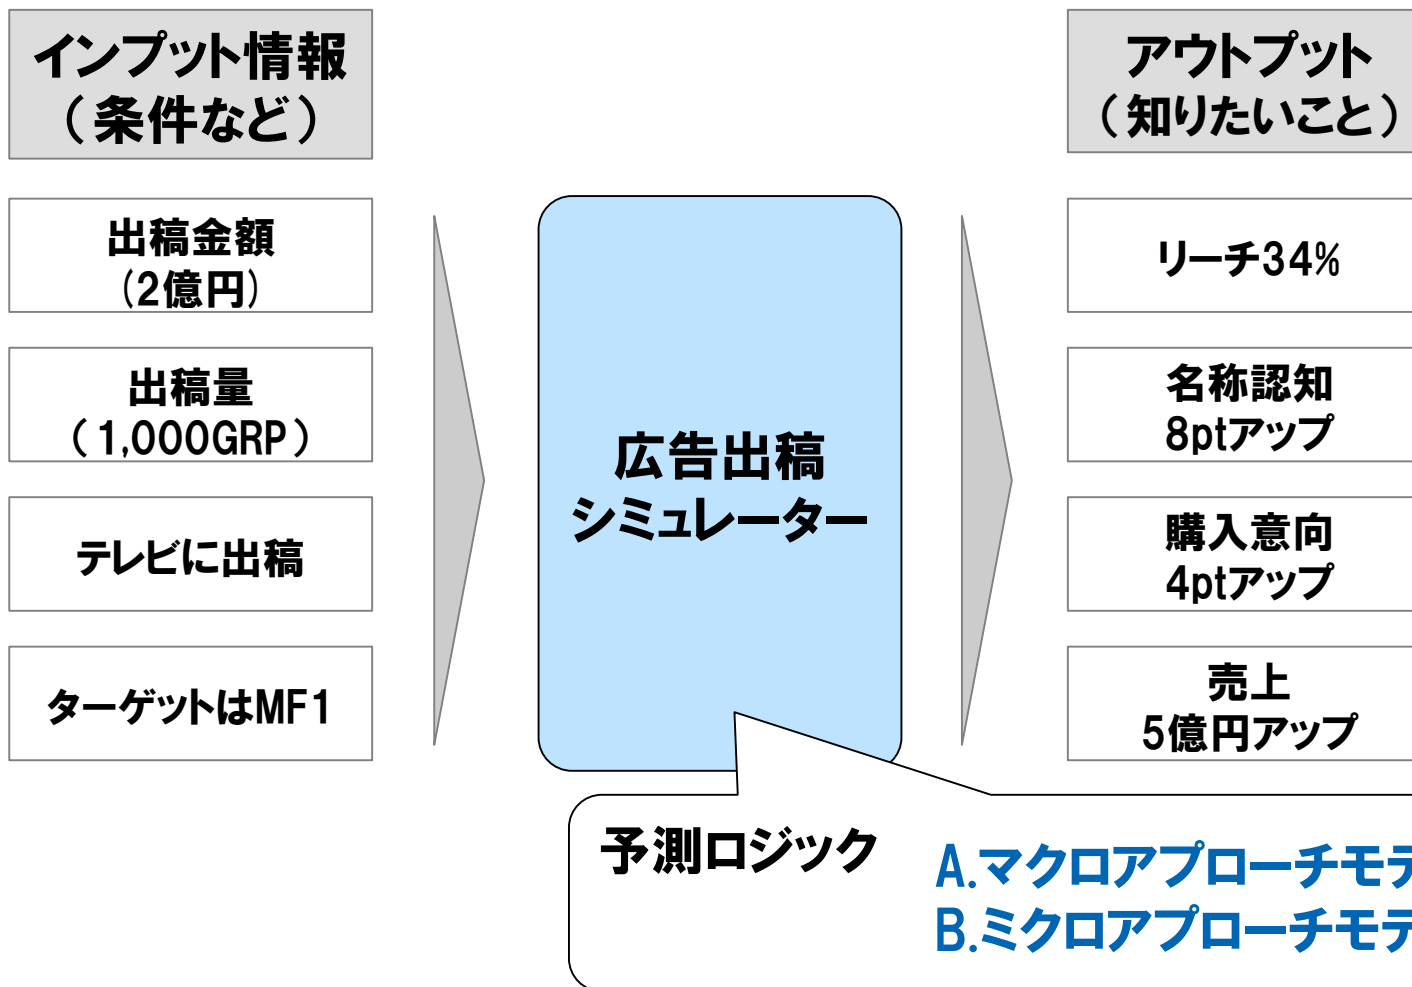 インプット情報
（条件など）
アウトプット
（知りたいこと）
出稿金額
(2億円)
出稿量
（1,000GRP）
テレビに出稿
ターゲットはMF1
広告出稿
シミュレーター
リーチ34%
名称認知
8ptアップ
購入意向
4ptアップ
売上
5億円アップ
予測ロジック
A.マクロアプローチモデ
B.ミクロアプローチモデ